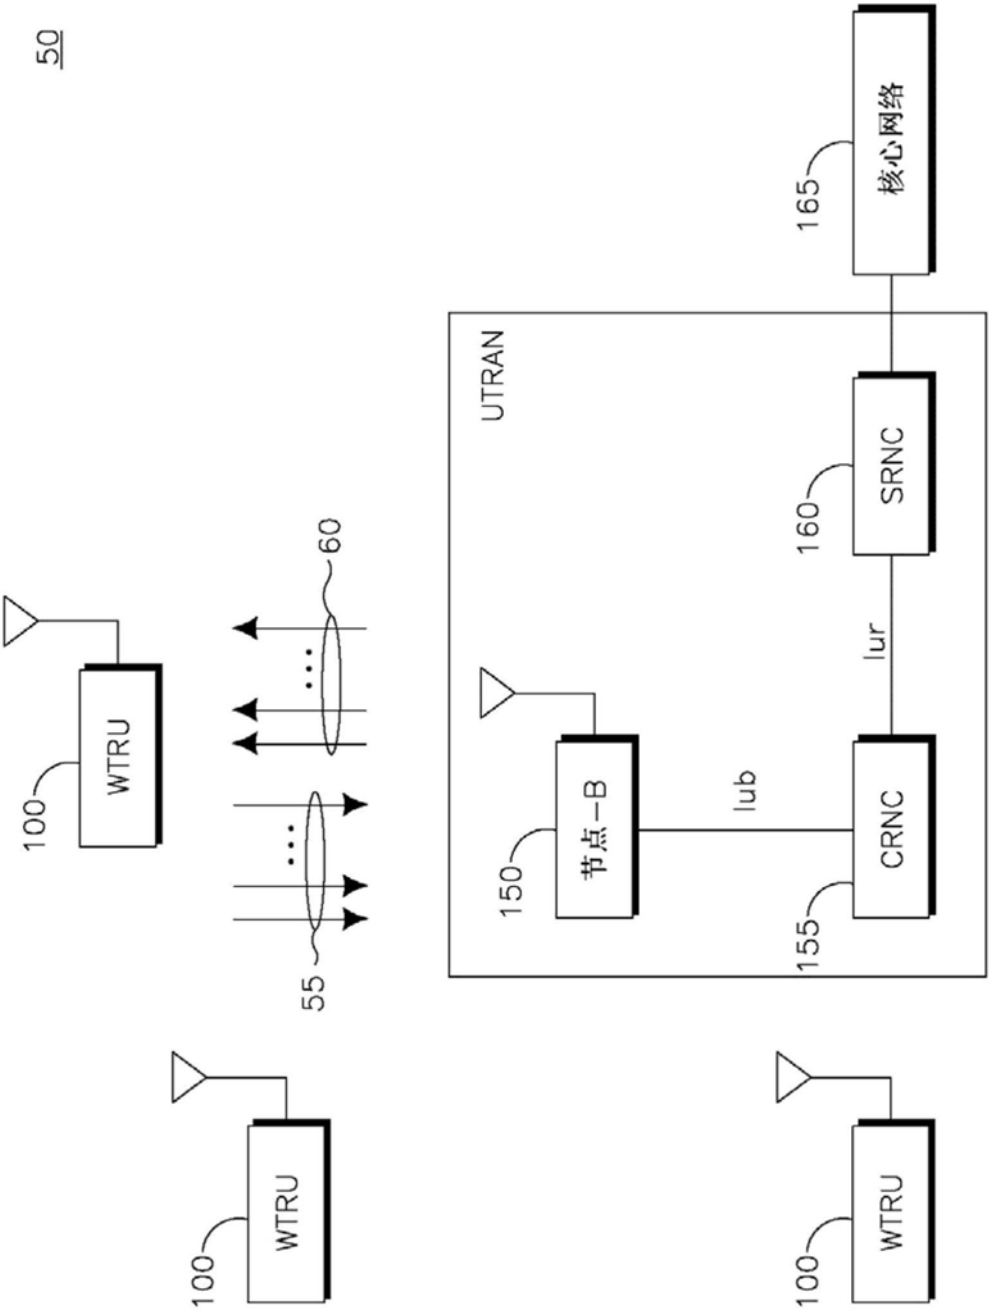 50
100
WTRU
100
WTRU
55
60
UTRAN
150
节点-B
Iub
100
WTRU
155
CRNC
Iur
160
SRNC
165
核心网络